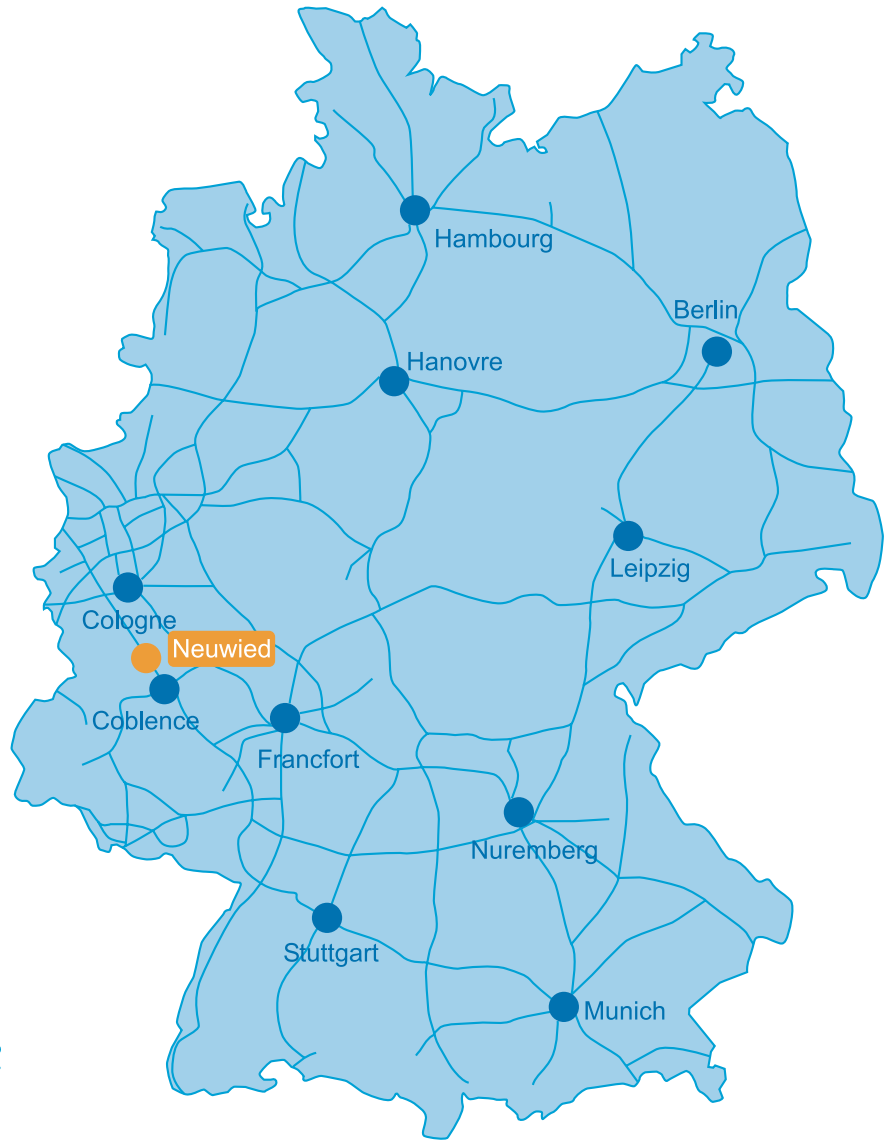 Hambourg
Berlin
Hanovre
Leipzig
Cologne
Neuwied
Coblence
Francfort
Nuremberg
Stuttgart
Munich